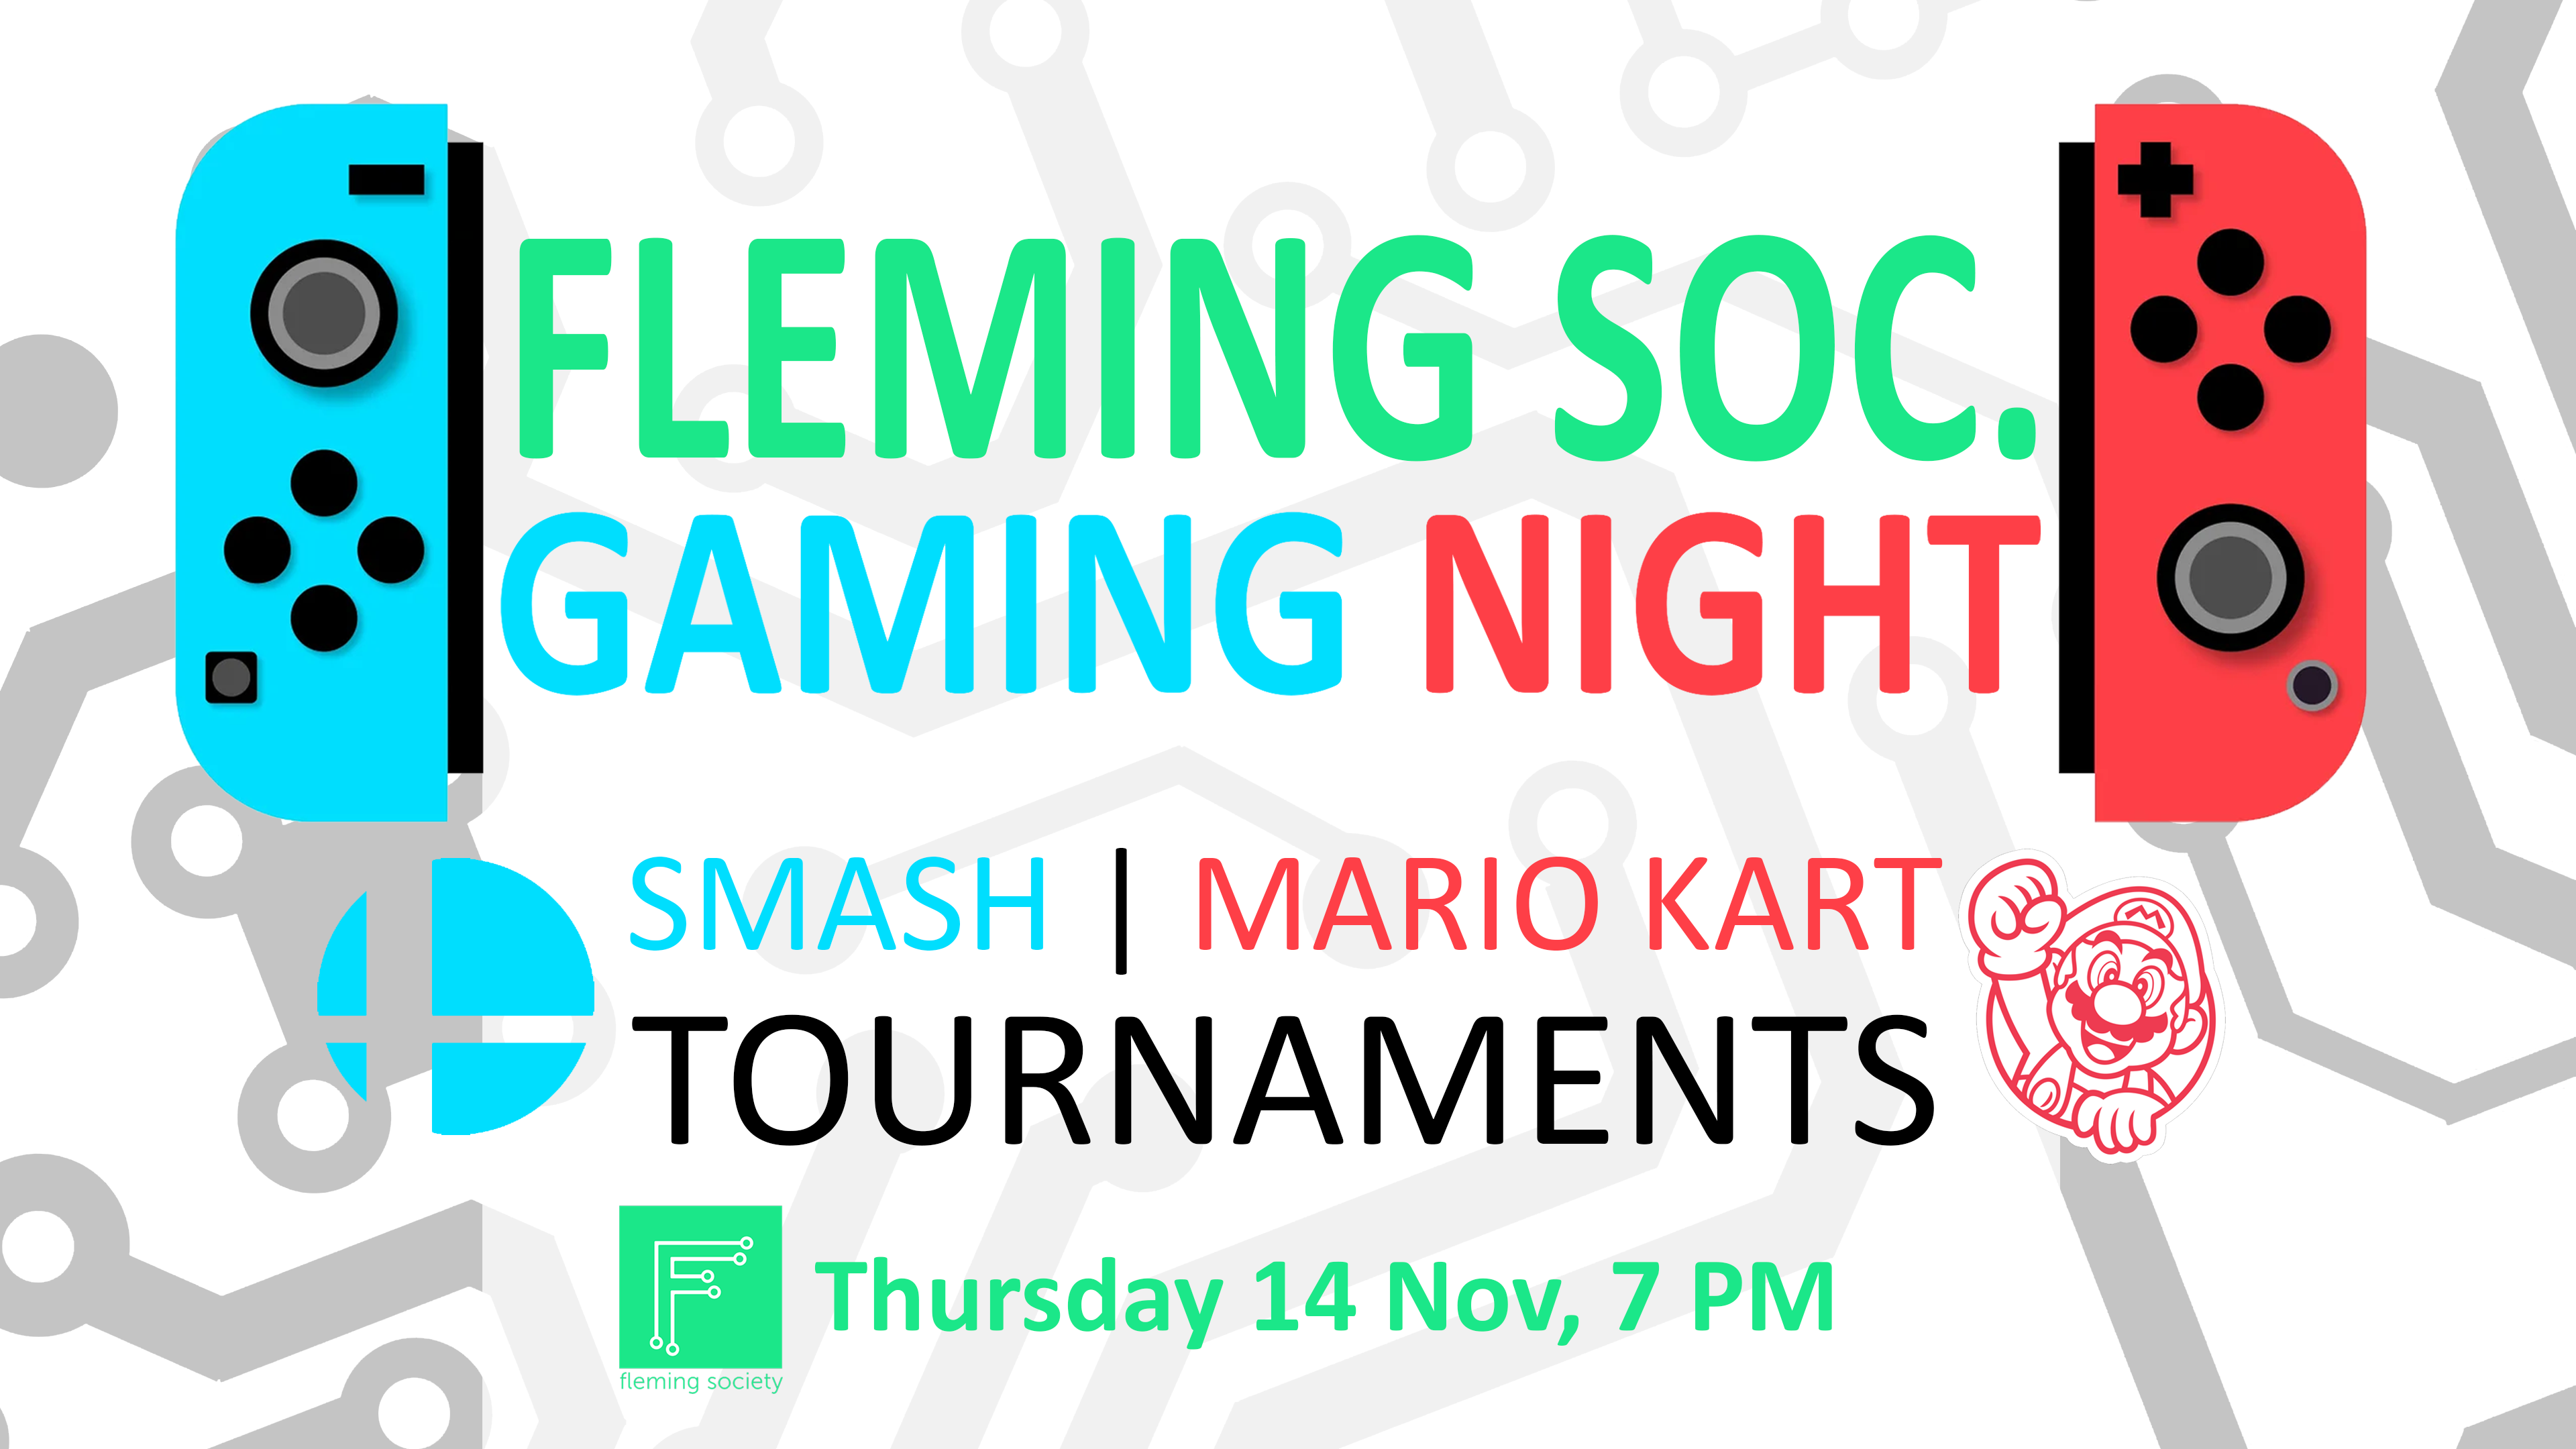 FLEMING SOC.
GAMING NIGHT
SMASH | MARIO KART
TOURNAMENTS
Thursday 14 Nov, 7 PM
fleming society